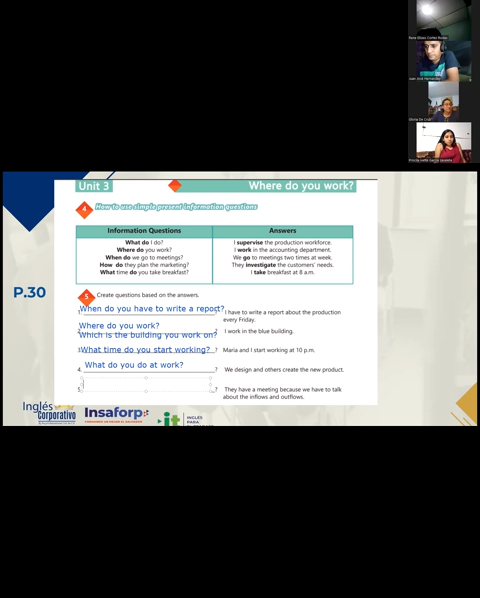 Unit 3
Where do you work?
4
How to use simple present information questions
Information Questions
Answers
What do I do?
I supervise the production workforce.
Where do you work?
I work in the accounting department.
When do we go to meetings?
We go to meetings two times at week.
How do they plan the marketing?
They investigate the customers' needs.
What time do you take breakfast?
I take breakfast at 8 a.m.
P.30
5
Create questions based on the answers.
When do you have to write a report?
1.
?
I have to write a report about the production
every Friday.
Where do you work?
Which is the building you work on?
?
I work in the blue building.
3.
What time do you start working?
?
Maria and I start working at 10 p.m.
What do you do at work?
4.
?
We design and others create the new product.
5.
?
They have a meeting because we have to talk
about the inflows and outflows.
Inglés
Corporativo
Insaforp
it
INGLÉS
PARA